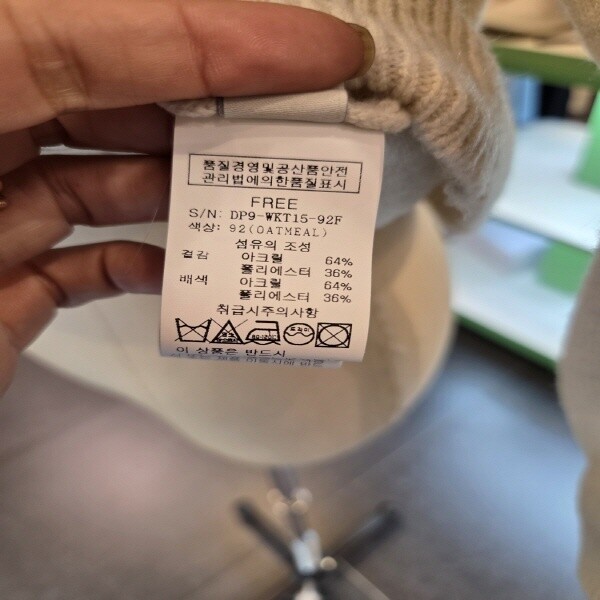 품질경영및공산품안전
관리법에의한품질표시
FREE
S/N: DP9-WKT15-92F
색상: 92(OATMEAL)
섬유의 조성
겉감 아크릴 64%
폴리에스터 36%
배색 아크릴 64%
폴리에스터 36%
취급시주의사항
드라이
이 상품은 반드시